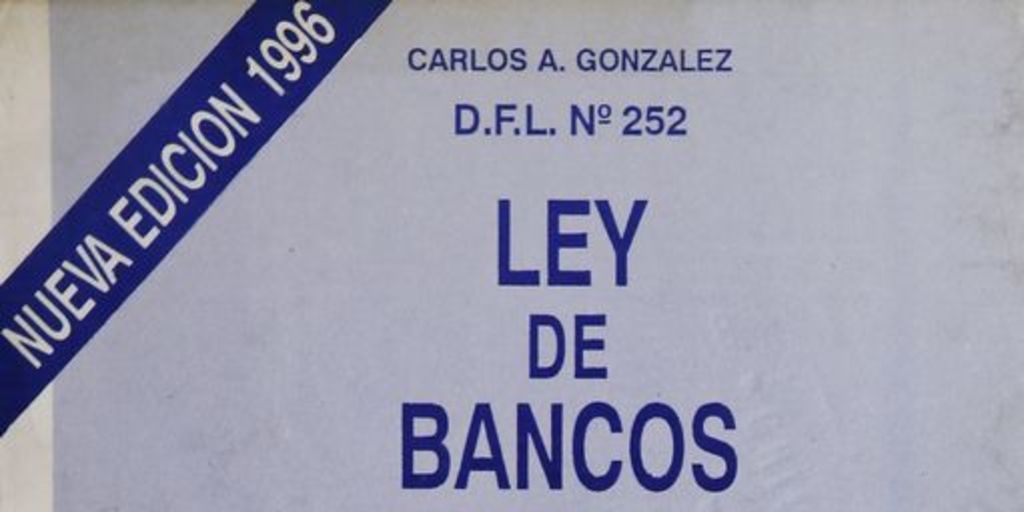 NUEVA EDICION 1996
CARLOS A. GONZALEZ
D.F.L. Nº 252
LEY
DE
BANCOS